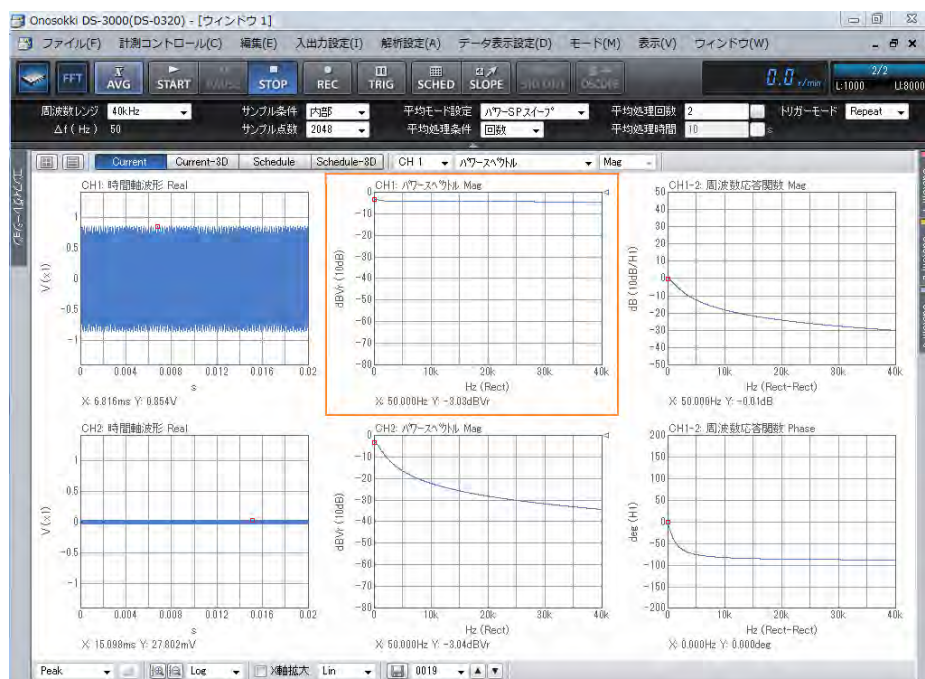 Onosokki DS-3000(DS-0320) - [ウィンドウ 1]
ファイル(F) 計測コントロール(C) 編集(E) 入出力設定(I) 解析設定(A) データ表示設定(D) モード(M) 表示(V) ウィンドウ(W)
FFT AVG START PAUSE STOP REC TRIG SCHED SLOPE OSCOPE 0.0 r/min 2/2
L:1000 U:8000
周波数レンジ 40kHz サンプル条件 内部 平均モード設定 パワーSP.スイープ 平均処理回数 2 トリガーモード Repeat
Δf ( Hz ) 50 サンプル点数 2048 平均処理条件 回数 平均処理時間 10 s
コンフィグレーション
Current Current-3D Schedule Schedule-3D CH 1 パワースペクトル Mag
CH1: 時間軸波形 Real
1
0.5
0
-0.5
-1
V (x1)
0 0.004 0.008 0.012 0.016 0.02
s
X: 6.816ms Y: 0.854V
CH1: パワースペクトル Mag
0
-10
-20
-30
-40
-50
-60
-70
-80
dBVr (10dB)
0 10k 20k 30k 40k
Hz (Rect)
X: 50.000Hz Y: -3.03dBVr
CH1-2: 周波数応答関数 Mag
50
40
30
20
10
0
-10
-20
-30
-40
-50
dB (10dB/H1)
0 10k 20k 30k 40k
Hz (Rect-Rect)
X: 50.000Hz Y: -0.01dB
CH2: 時間軸波形 Real
1
0.5
0
-0.5
-1
V (x1)
0 0.004 0.008 0.012 0.016 0.02
s
X: 15.098ms Y: 27.802mV
CH2: パワースペクトル Mag
0
-10
-20
-30
-40
-50
-60
-70
-80
dBVr (10dB)
0 10k 20k 30k 40k
Hz (Rect)
X: 50.000Hz Y: -3.04dBVr
CH1-2: 周波数応答関数 Phase
200
150
100
50
0
-50
-100
-150
-200
deg (H1)
0 10k 20k 30k 40k
Hz (Rect-Rect)
X: 0.000Hz Y: 0.000deg
Peak Log X軸拡大 Lin 0019